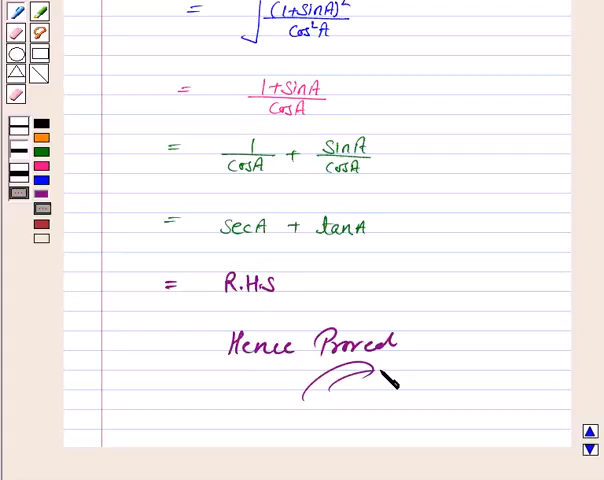 = √((1+sinA)²/cos²A)
= (1+sinA)/cosA
= 1/cosA + sinA/cosA
= secA + tanA
= R.H.S
Hence Proved